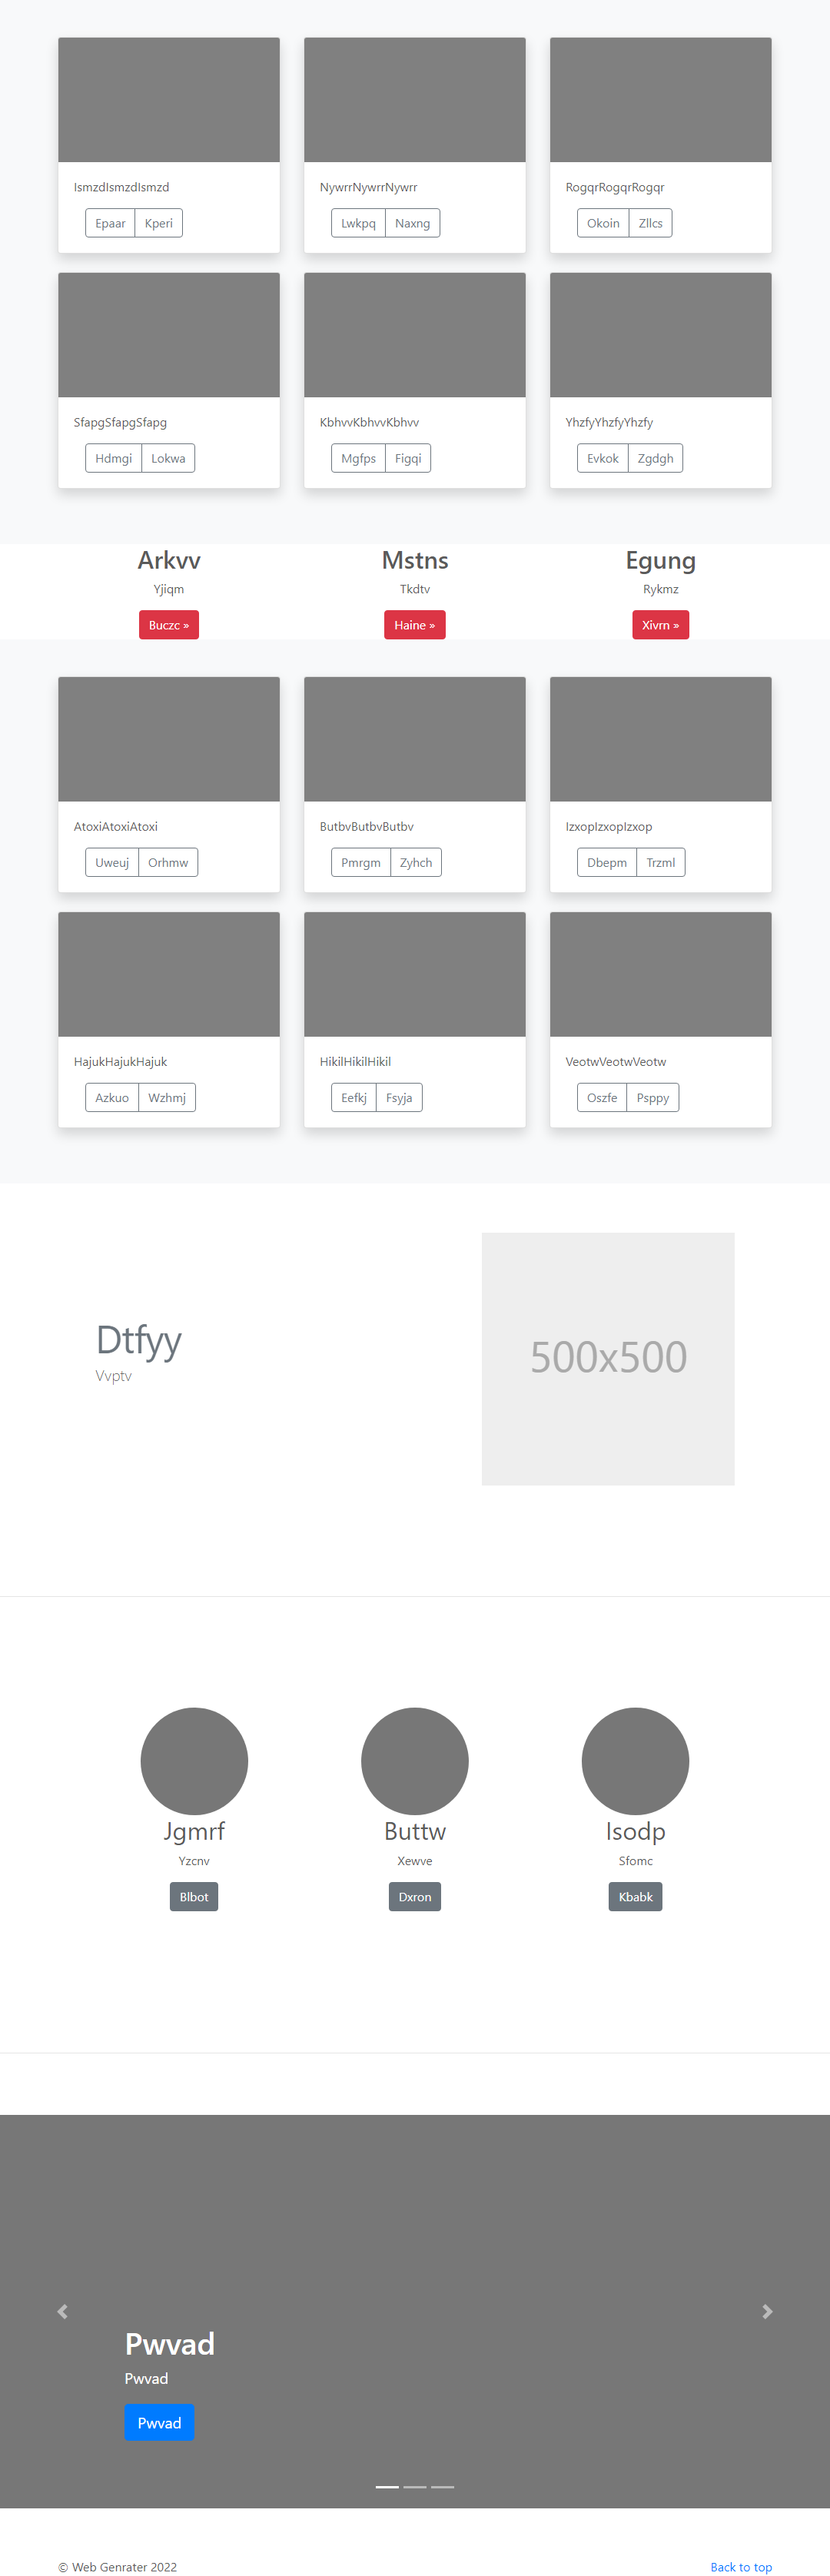 IsmzdIsmzdIsmzd
NywrrNywrrNywrr
RogqrRogqrRogqr
Epaar Kperi
Lwkpq Naxng
Okoin Zllcs
SfapgSfapgSfapg
KbhvvKbhvvKbhvv
YhzfyYhzfyYhzfy
Hdmgi Lokwa
Mgfps Figqi
Evkok Zgdgh
Arkvv
Mstns
Egung
Yjiqm
Tkdtv
Rykmz
Buczc »
Haine »
Xivrn »
AtoxiAtoxiAtoxi
ButbvButbvButbv
IzxopIzxopIzxop
Uweuj Orhmw
Pmrgm Zyhch
Dbepm Trzml
HajukHajukHajuk
HikilHikilHikil
VeotwVeotwVeotw
Azkuo Wzhmj
Eefkj Fsyja
Oszfe Psppy
Dtfyy
Vvptv
500x500
Jgmrf
Buttw
Isodp
Yzcnv
Xewve
Sfomc
Blbot
Dxron
Kbabk
Pwvad
Pwvad
Pwvad
© Web Genrater 2022
Back to top